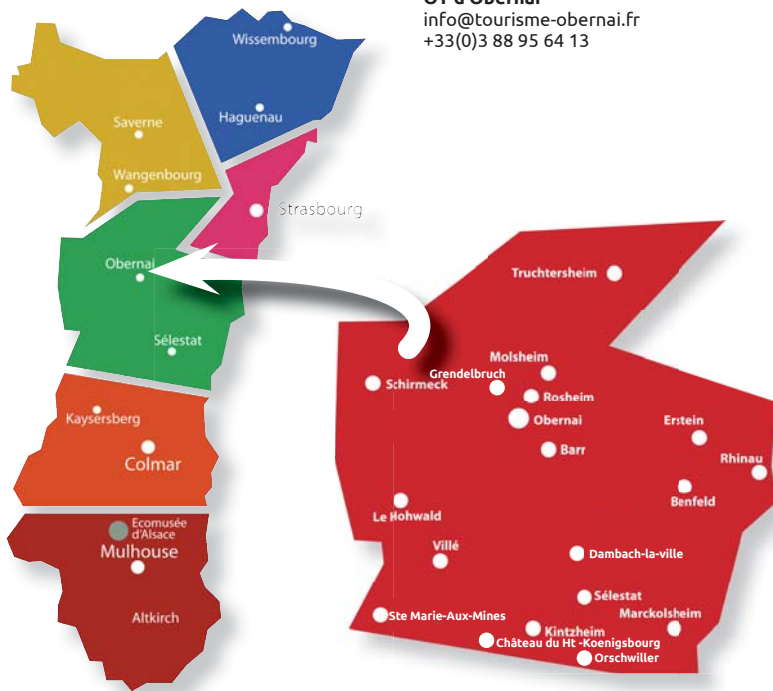 OT d'Obernai
info@tourisme-obernai.fr
+33(0)3 88 95 64 13
Wissembourg
Haguenau
Saverne
Wangenbourg
Strasbourg
Obernai
Sélestat
Kaysersberg
Colmar
Ecomusée
d'Alsace
Mulhouse
Altkirch
Truchtersheim
Molsheim
Grendelbruch
Schirmeck
Rosheim
Obernai
Erstein
Barr
Rhinau
Benfeld
Le Hohwald
Villé
Dambach-la-ville
Sélestat
Ste Marie-Aux-Mines
Marckolsheim
Kintzheim
Château du Ht -Koenigsbourg
Orschwiller